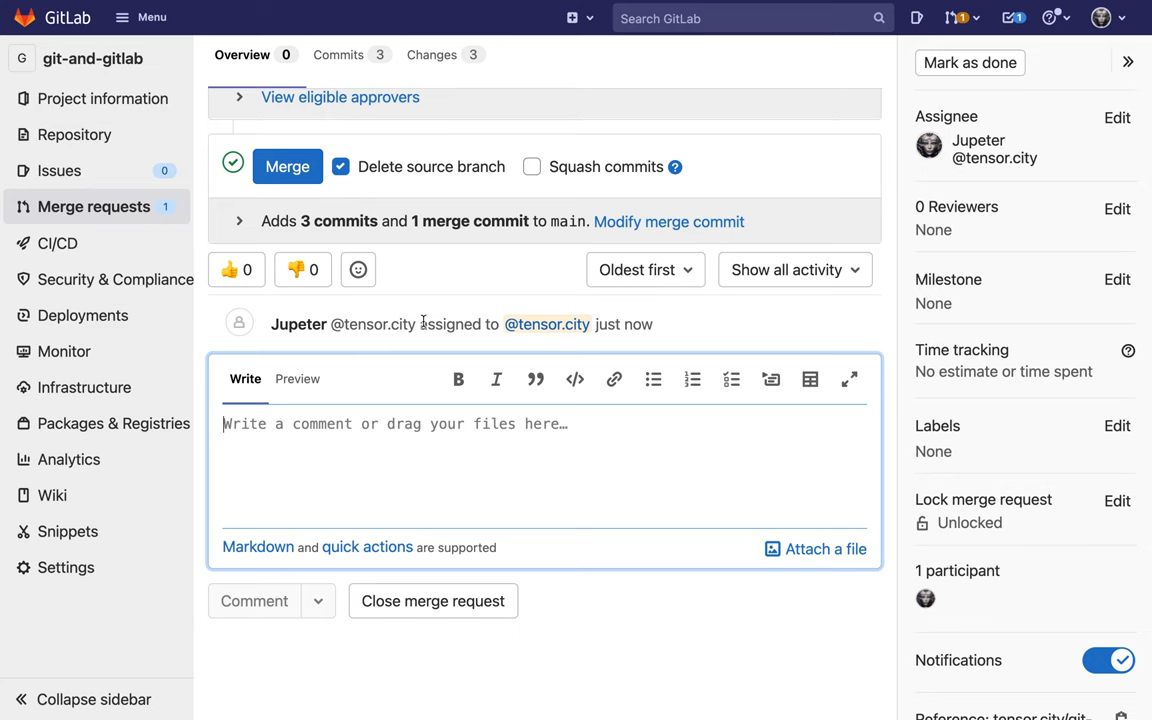 GitLab
Menu
Search GitLab
1
1
G
git-and-gitlab
Project information
Repository
Issues 0
Merge requests 1
CI/CD
Security & Compliance
Deployments
Monitor
Infrastructure
Packages & Registries
Analytics
Wiki
Snippets
Settings
Collapse sidebar
Overview 0
Commits 3
Changes 3
View eligible approvers
Merge
Delete source branch
Squash commits ?
Adds 3 commits and 1 merge commit to main. Modify merge commit
👍 0
👎 0
Oldest first
Show all activity
Jupeter @tensor.city assigned to @tensor.city just now
Write
Preview
Write a comment or drag your files here…
Markdown and quick actions are supported
Attach a file
Comment
Close merge request
Mark as done
Assignee
Edit
Jupeter
@tensor.city
0 Reviewers
Edit
None
Milestone
Edit
None
Time tracking
No estimate or time spent
Labels
Edit
None
Lock merge request
Edit
Unlocked
1 participant
Notifications
Reference: tensor.city/git-